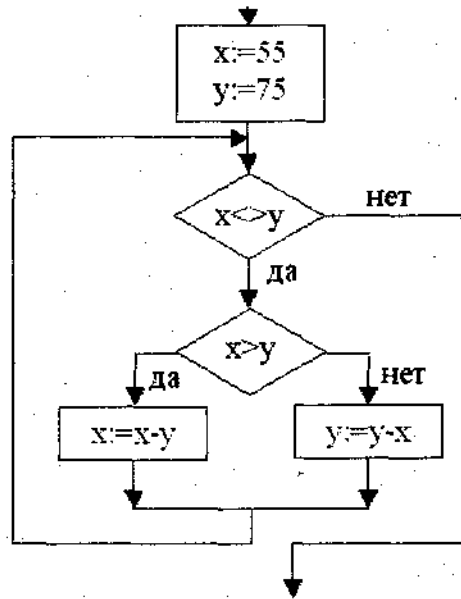 x:=55
y:=75
x<>y
нет
да
x>y
да
нет
x:=x-y
y:=y-x